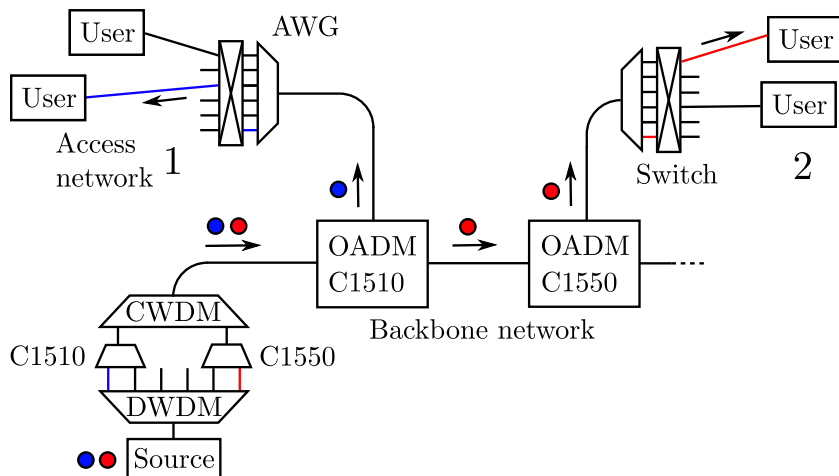 User
AWG
User
User
User
Access
network
1
Switch
2
OADM
C1510
OADM
C1550
CWDM
Backbone network
C1510
C1550
DWDM
Source